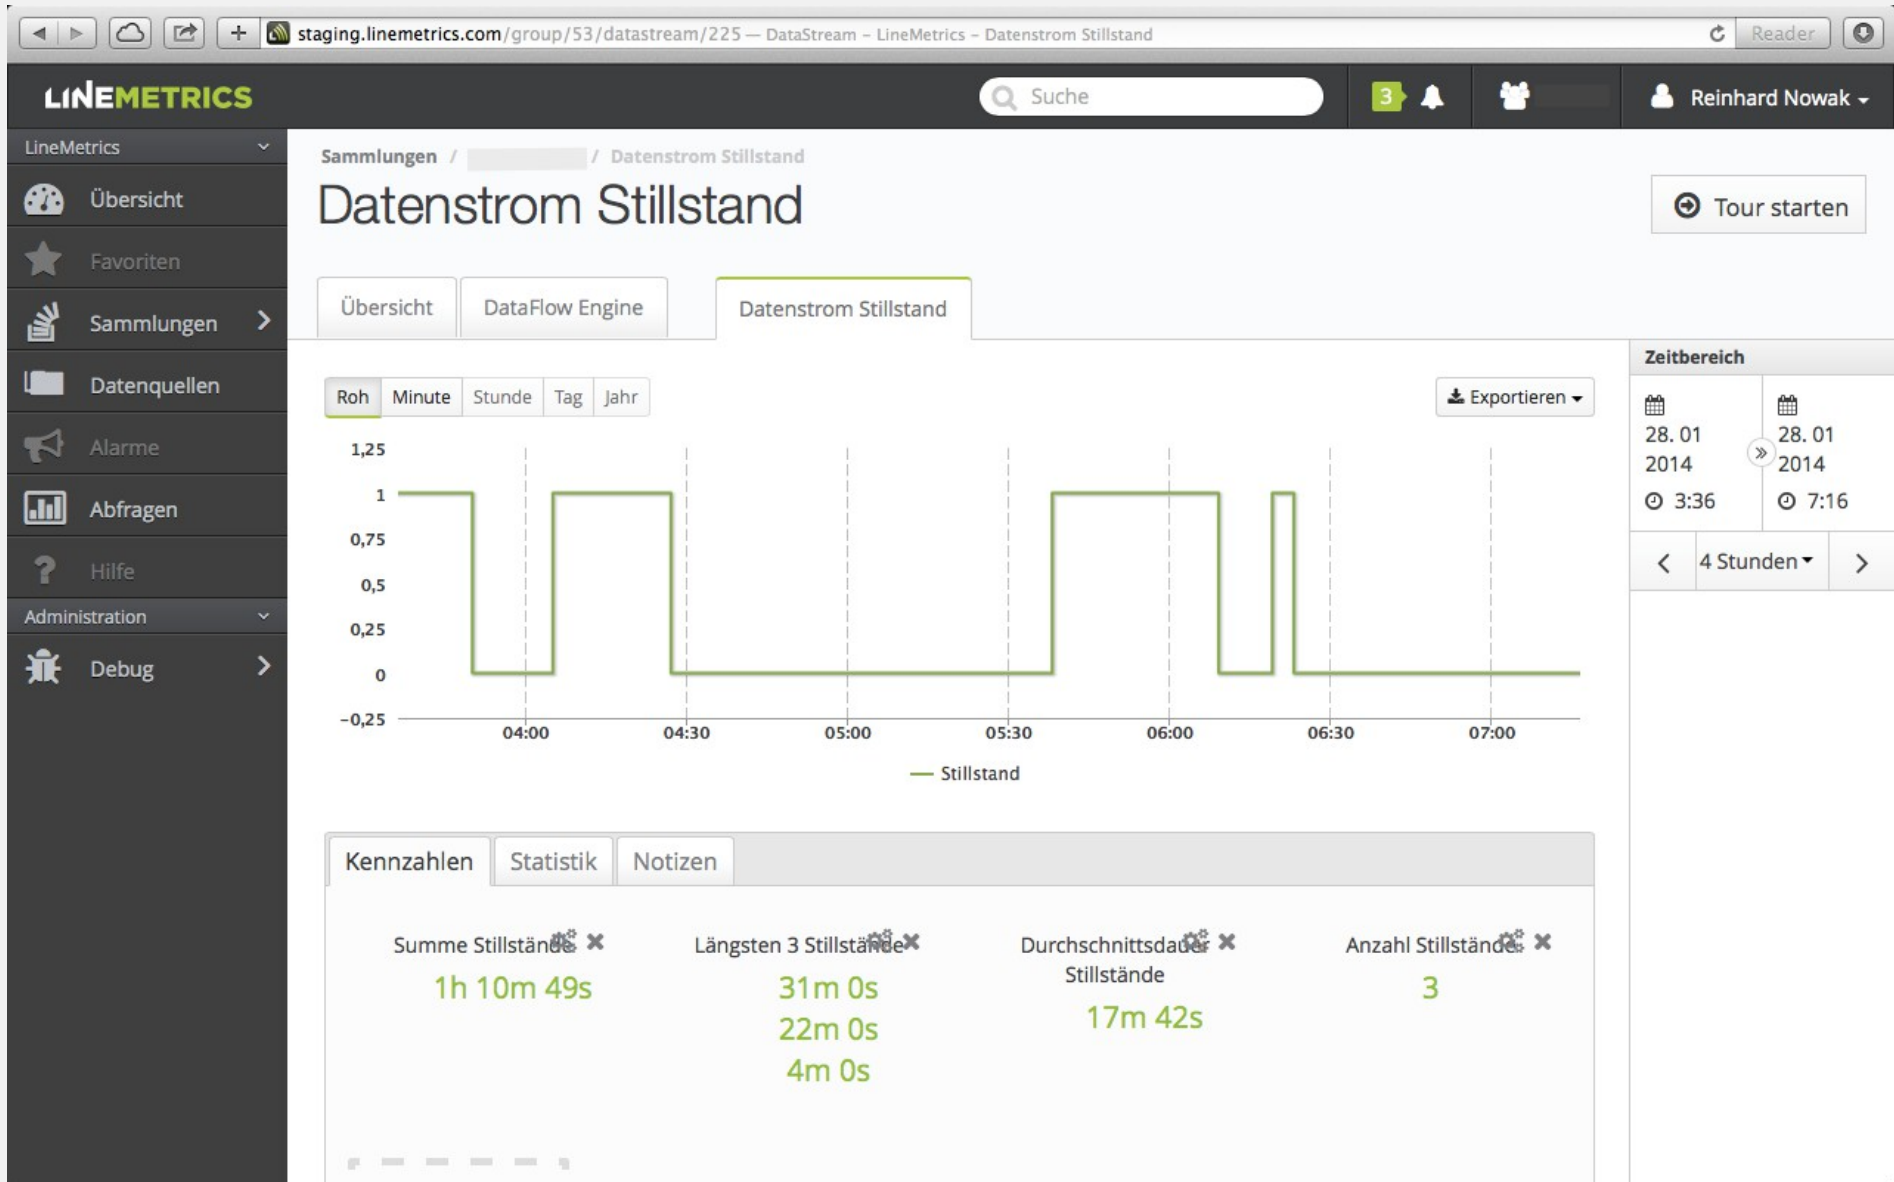 staging.linemetrics.com/group/53/datastream/225 — DataStream – LineMetrics – Datenstrom Stillstand
Reader
LINEMETRICS
Suche
3
Reinhard Nowak
LineMetrics
Übersicht
Favoriten
Sammlungen
Datenquellen
Alarme
Abfragen
Hilfe
Administration
Debug
Sammlungen / / Datenstrom Stillstand
Datenstrom Stillstand
Tour starten
Übersicht DataFlow Engine Datenstrom Stillstand
Roh Minute Stunde Tag Jahr
Exportieren
1,25
1
0,75
0,5
0,25
0
−0,25
04:00 04:30 05:00 05:30 06:00 06:30 07:00
Stillstand
Zeitbereich
28. 01 28. 01
2014 » 2014
3:36 7:16
4 Stunden
Kennzahlen Statistik Notizen
Summe Stillstände
1h 10m 49s
Längsten 3 Stillstände
31m 0s
22m 0s
4m 0s
Durchschnittsdauer
Stillstände
17m 42s
Anzahl Stillstände
3